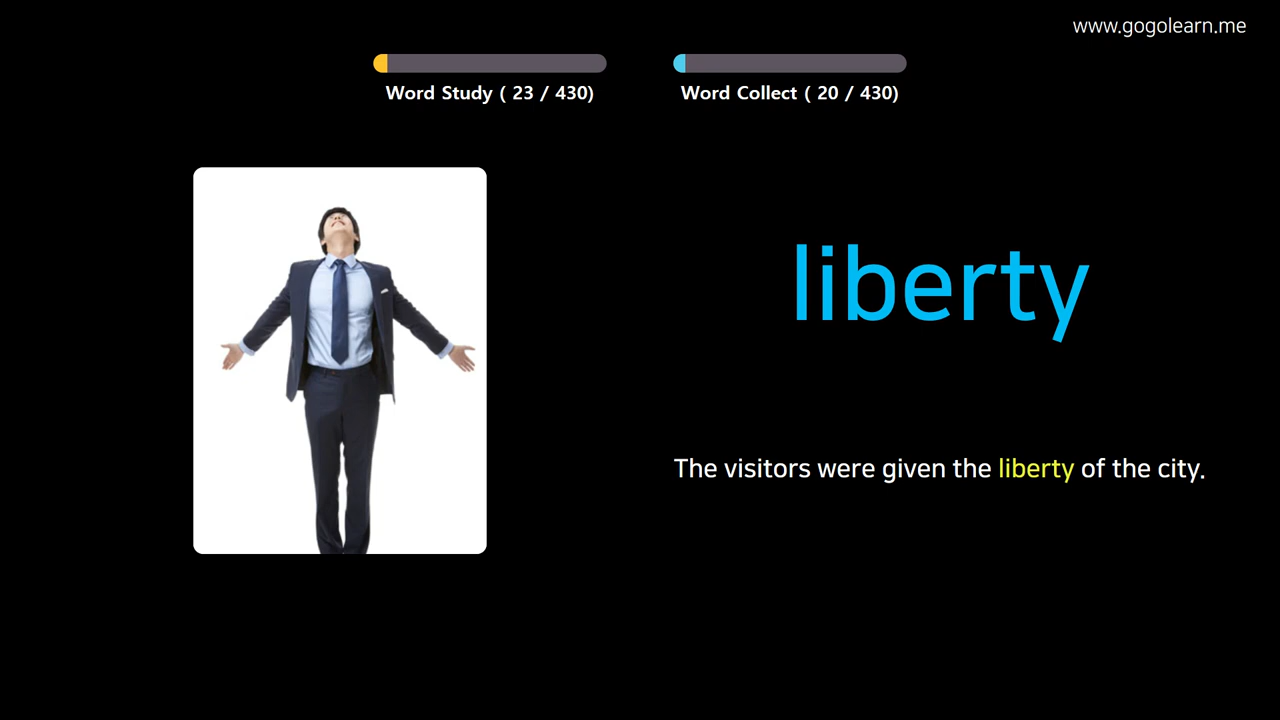 www.gogolearn.me
Word Study ( 23 / 430)
Word Collect ( 20 / 430)
liberty
The visitors were given the liberty of the city.